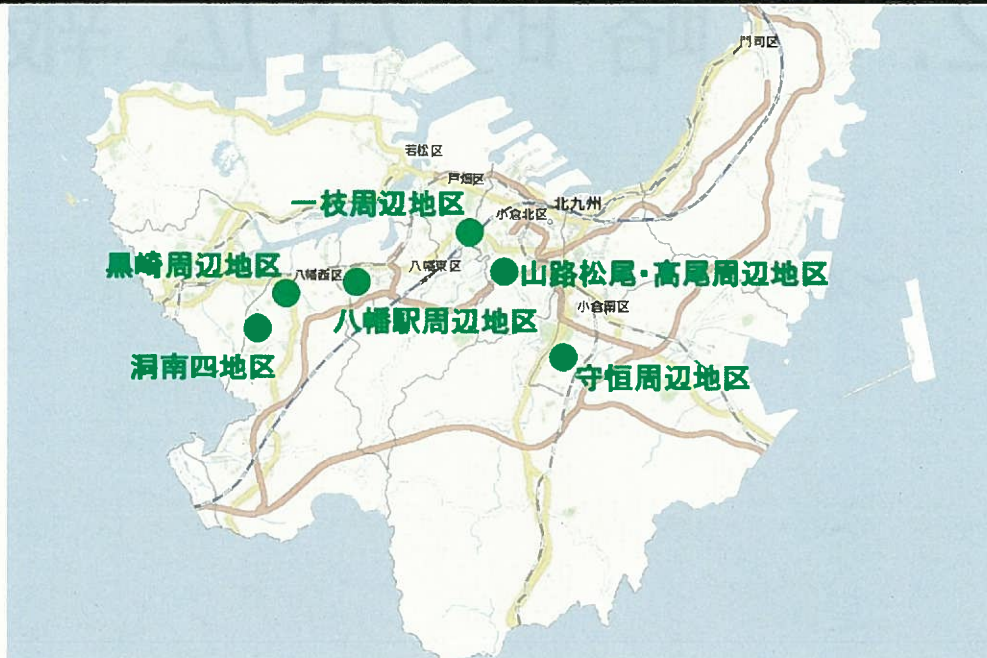 門司区
若松区
戸畑区
一枝周辺地区
小倉北区
北九州
黒崎周辺地区
八幡西区
八幡東区
山路松尾・高尾周辺地区
小倉南区
八幡駅周辺地区
洞南四地区
守恒周辺地区